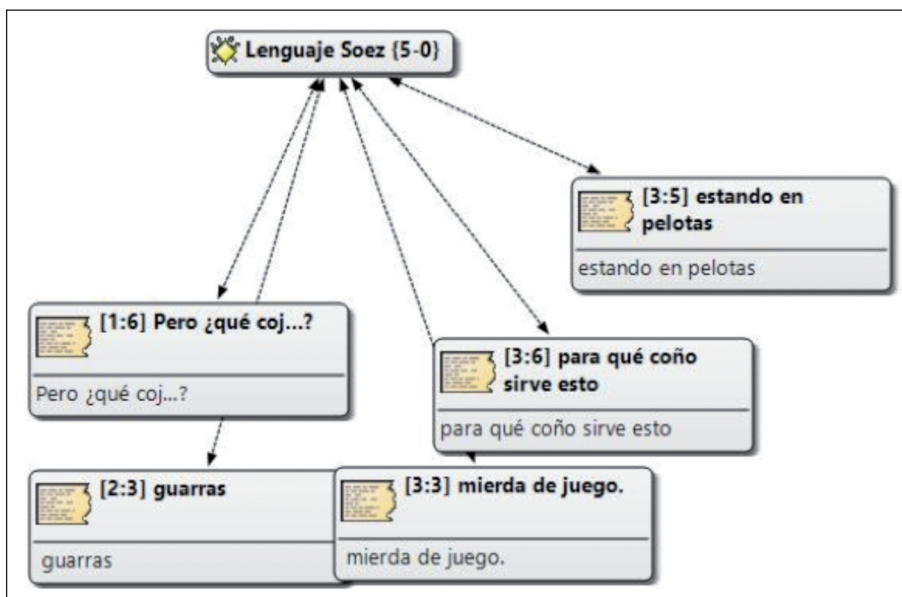 Lenguaje Soez {5-0}
[3:5] estando en
pelotas
estando en pelotas
[1:6] Pero ¿qué coj...?
Pero ¿qué coj...?
[3:6] para qué coño
sirve esto
para qué coño sirve esto
[2:3] guarras
guarras
[3:3] mierda de juego.
mierda de juego.